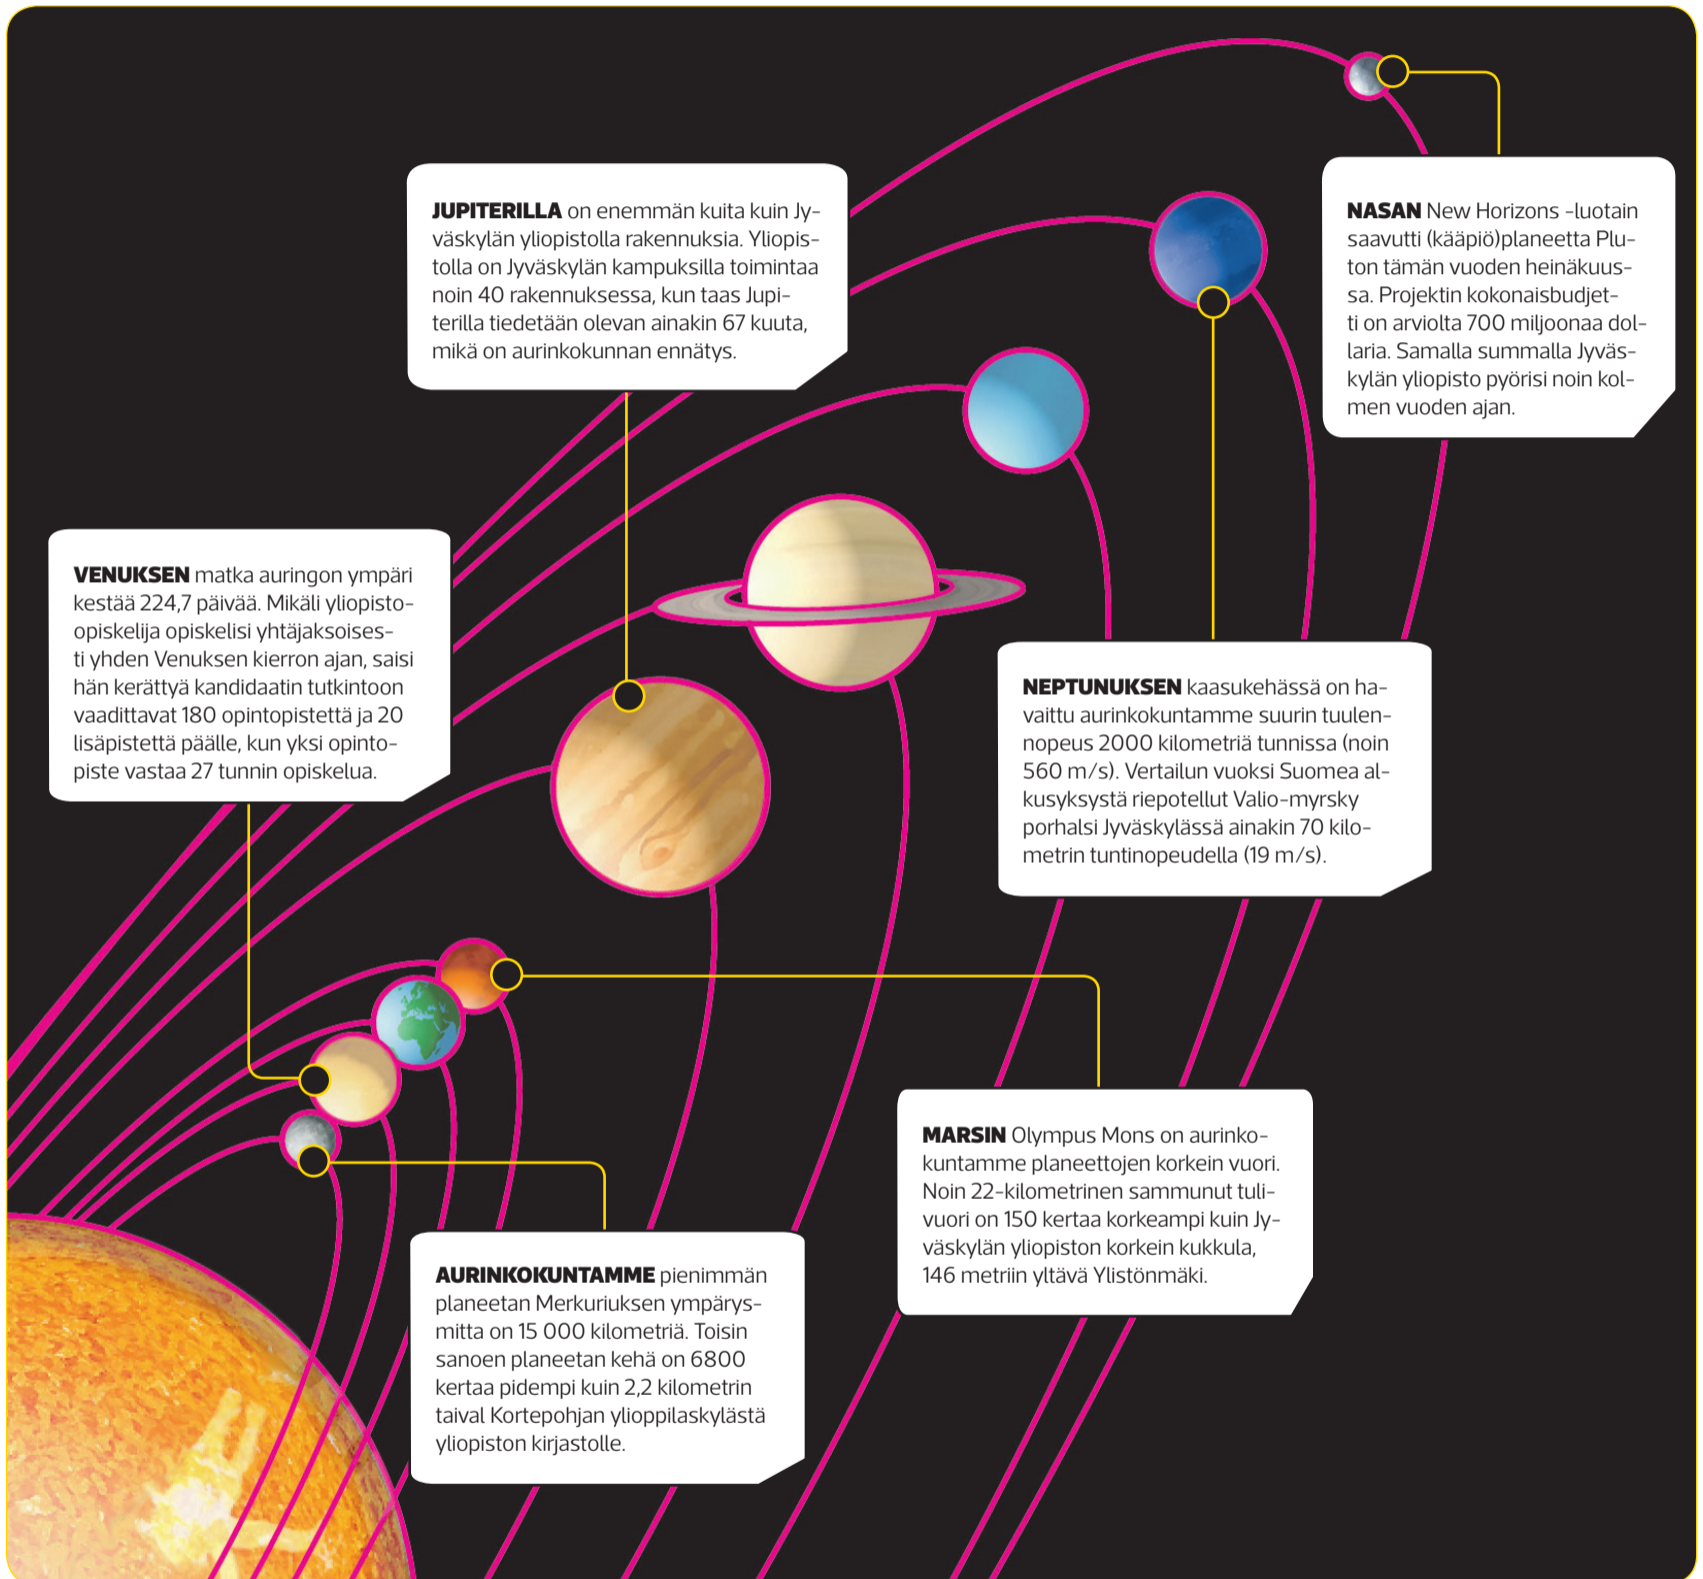 JUPITERILLA on enemmän kuita kuin Jy-
väskylän yliopistolla rakennuksia. Yliopis-
tolla on Jyväskylän kampuksilla toimintaa
noin 40 rakennuksessa, kun taas Jupi-
terilla tiedetään olevan ainakin 67 kuuta,
mikä on aurinkokunnan ennätys.
NASAN New Horizons -luotain
saavutti (kääpiö)planeetta Plu-
ton tämän vuoden heinäkuus-
sa. Projektin kokonaisbudjet-
ti on arviolta 700 miljoonaa dol-
laria. Samalla summalla Jyväs-
kylän yliopisto pyörisi noin kol-
men vuoden ajan.
VENUKSEN matka auringon ympäri
kestää 224,7 päivää. Mikäli yliopisto-
opiskelija opiskelisi yhtäjaksoises-
ti yhden Venuksen kierron ajan, saisi
hän kerättyä kandidaatin tutkintoon
vaadittavat 180 opintopistettä ja 20
lisäpistettä päälle, kun yksi opinto-
piste vastaa 27 tunnin opiskelua.
NEPTUNUKSEN kaasukehässä on ha-
vaittu aurinkokuntamme suurin tuulen-
nopeus 2000 kilometriä tunnissa (noin
560 m/s). Vertailun vuoksi Suomea al-
kusyksystä riepotellut Valio-myrsky
porhalsi Jyväskylässä ainakin 70 kilo-
metrin tuntinopeudella (19 m/s).
MARSIN Olympus Mons on aurinko-
kuntamme planeettojen korkein vuori.
Noin 22-kilometrinen sammunut tuli-
vuori on 150 kertaa korkeampi kuin Jy-
väskylän yliopiston korkein kukkula,
146 metriin yltävä Ylistönmäki.
AURINKOKUNTAMME pienimmän
planeetan Merkuriuksen ympärys-
mitta on 15 000 kilometriä. Toisin
sanoen planeetan kehä on 6800
kertaa pidempi kuin 2,2 kilometrin
taival Kortepohjan ylioppilaskylästä
yliopiston kirjastolle.